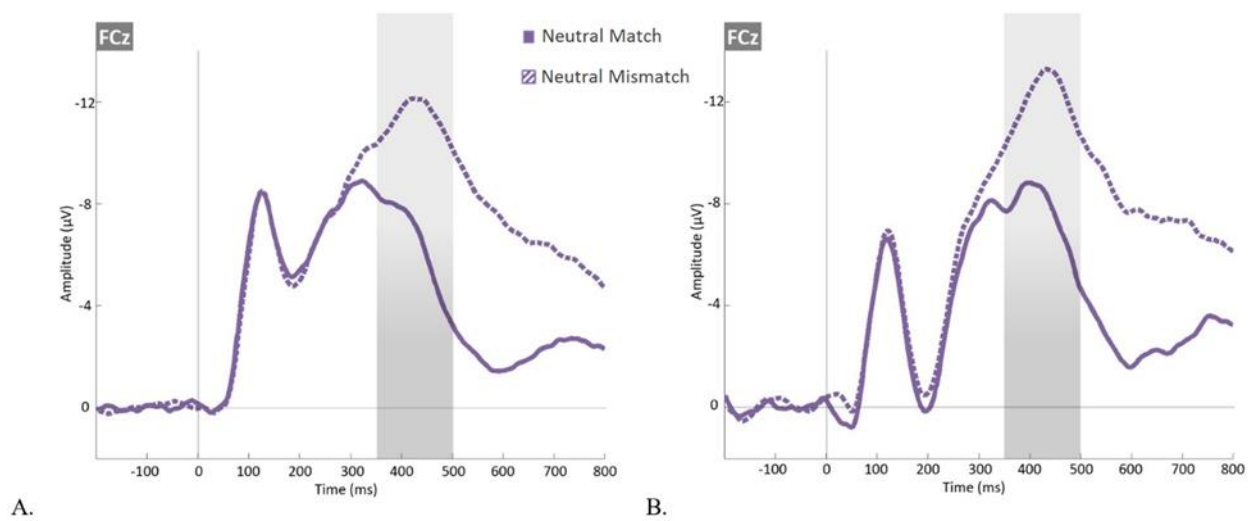 FCz
Neutral Match
Neutral Mismatch
Amplitude (µV)
-12
-8
-4
0
-100 0 100 200 300 400 500 600 700 800
Time (ms)
A.
FCz
Amplitude (µV)
-12
-8
-4
0
-100 0 100 200 300 400 500 600 700 800
Time (ms)
B.